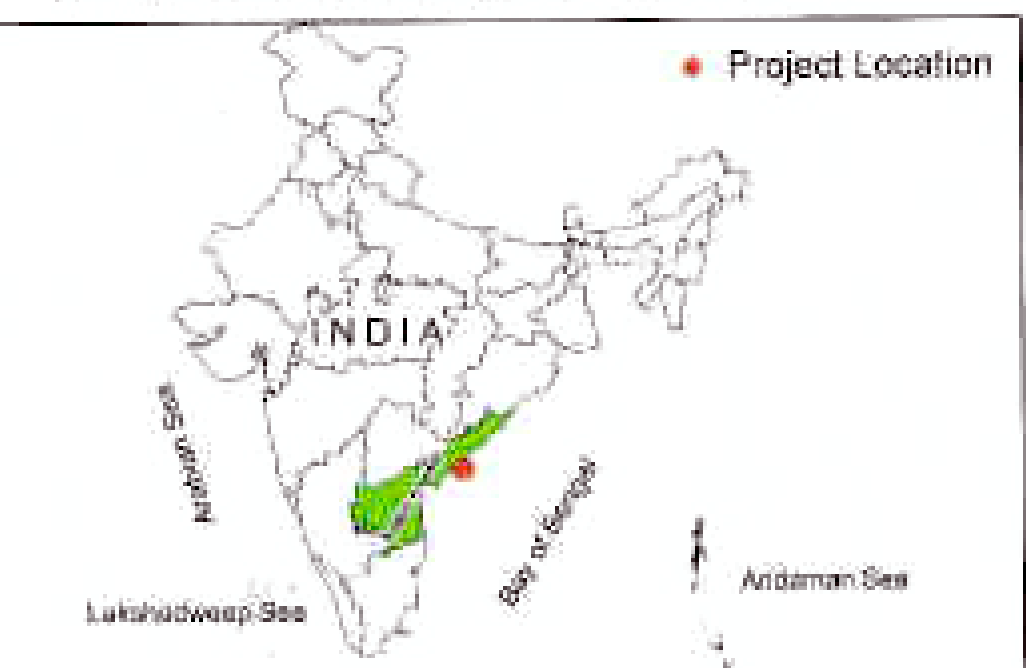 Project Location
INDIA
Arabian Sea
Bay of Bengal
Andaman Sea
Lakshadweep Sea